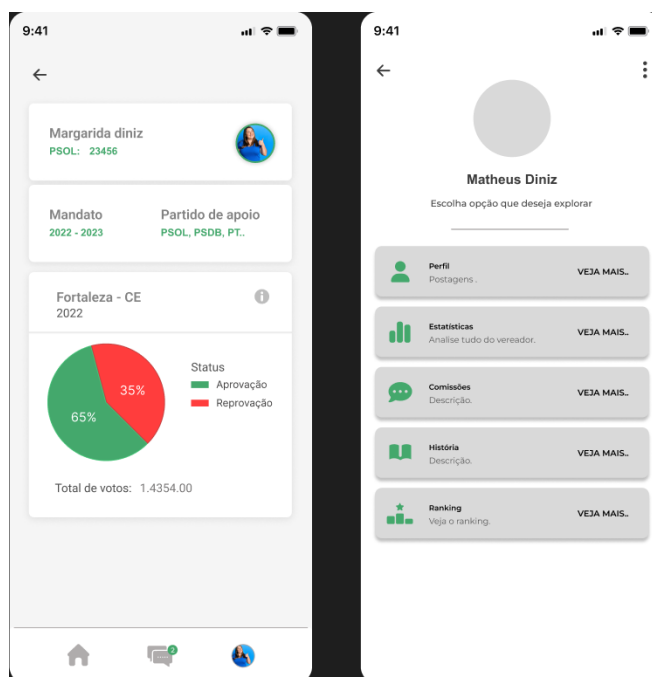 9:41
Margarida diniz
PSOL: 23456
Mandato
2022 - 2023
Partido de apoio
PSOL, PSDB, PT..
Fortaleza - CE
2022
35%
65%
Status
Aprovação
Reprovação
Total de votos: 1.4354.00
2
9:41
Matheus Diniz
Escolha opção que deseja explorar
Perfil
Postagens .
VEJA MAIS..
Estatísticas
Analise tudo do vereador.
VEJA MAIS..
Comissões
Descrição.
VEJA MAIS..
História
Descrição.
VEJA MAIS..
Ranking
Veja o ranking.
VEJA MAIS..